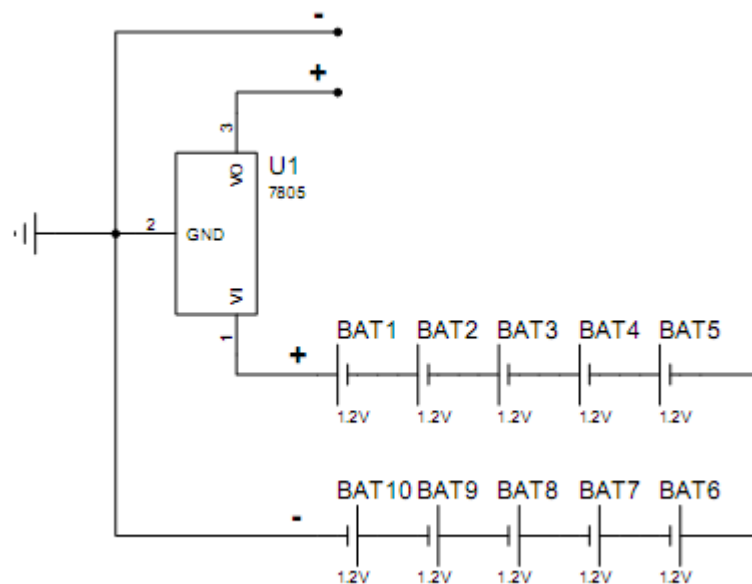 -
+
3
VO
U1
7805
2
GND
VI
1
+
BAT1 BAT2 BAT3 BAT4 BAT5
1.2V 1.2V 1.2V 1.2V 1.2V
BAT10 BAT9 BAT8 BAT7 BAT6
-
1.2V 1.2V 1.2V 1.2V 1.2V